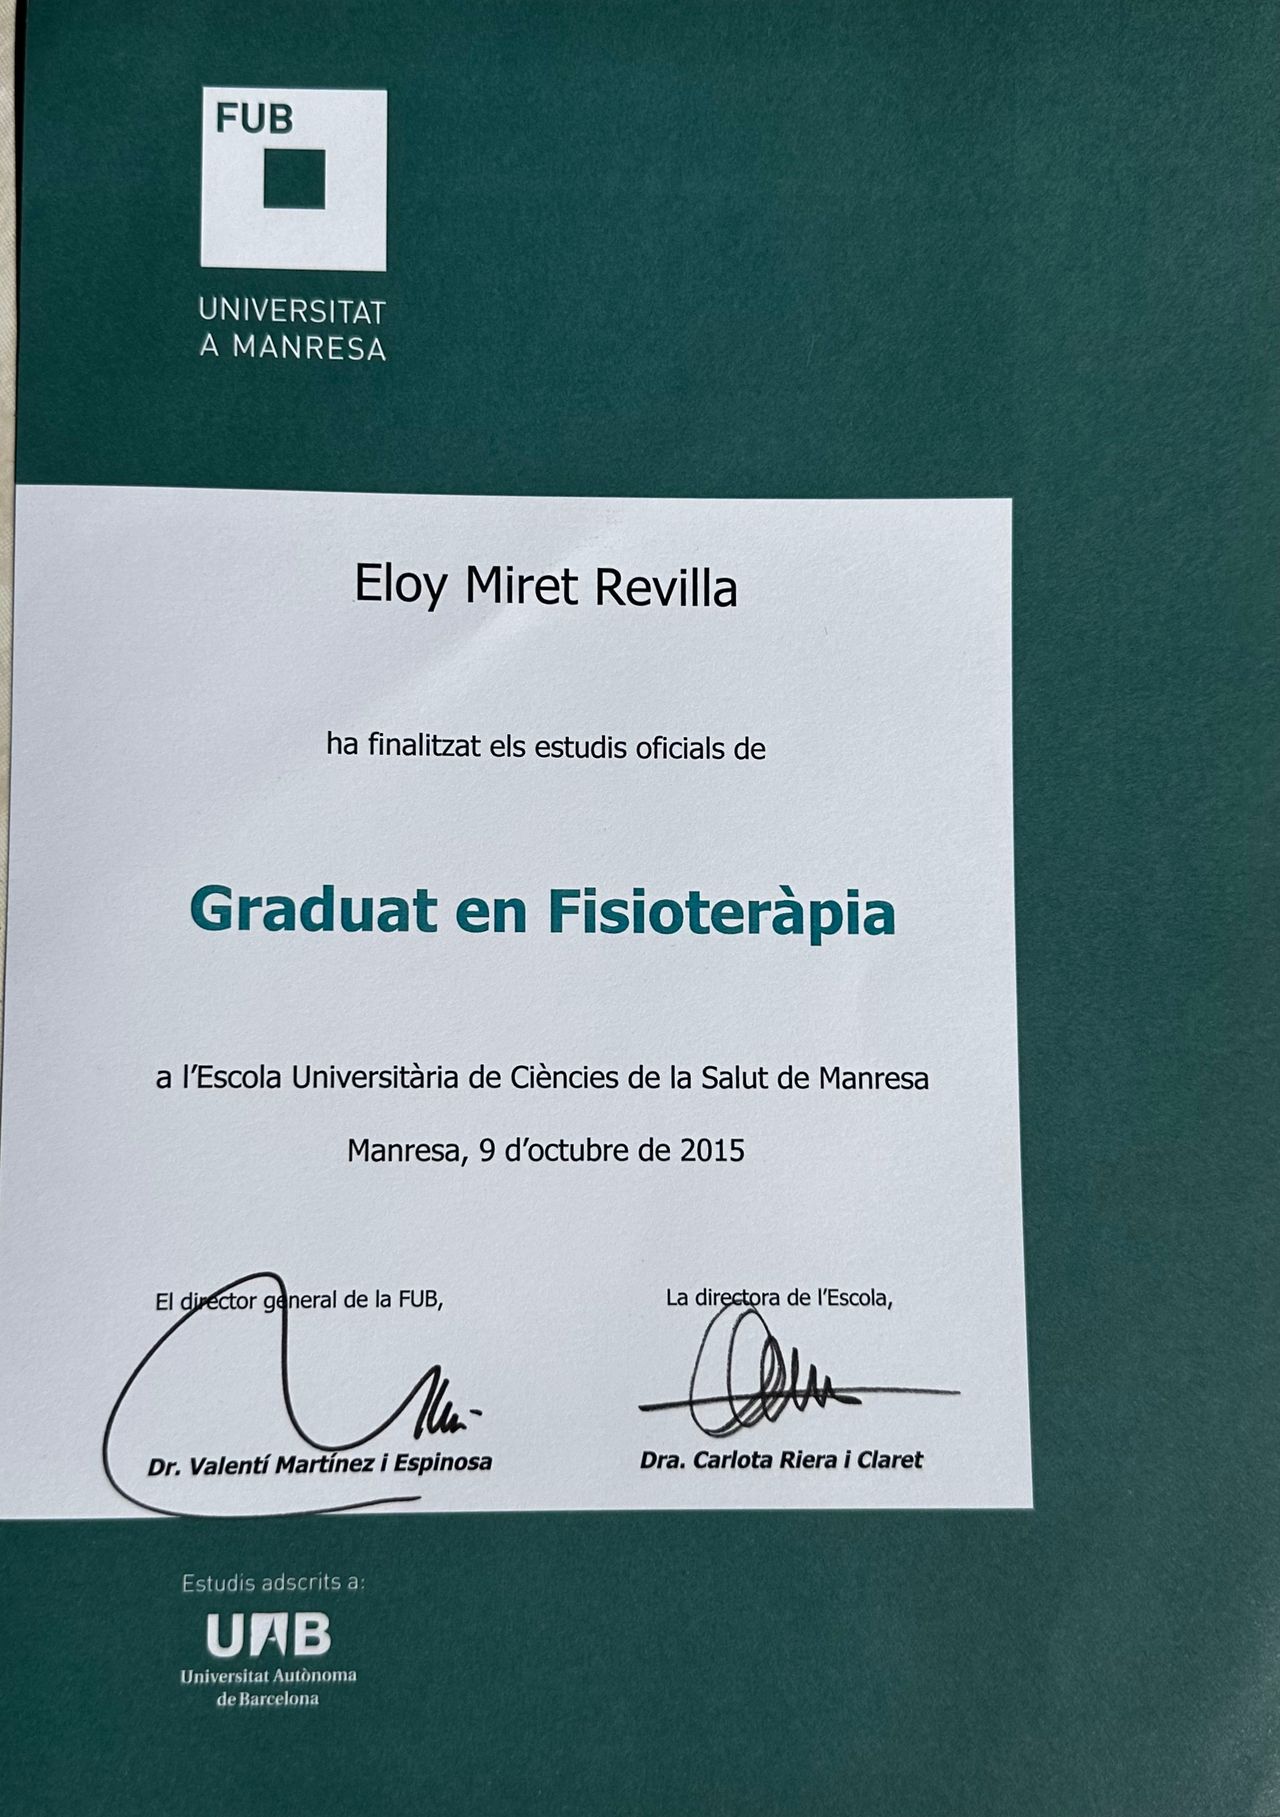 FUB
UNIVERSITAT
A MANRESA
Eloy Miret Revilla
ha finalitzat els estudis oficials de
Graduat en Fisioteràpia
a l’Escola Universitària de Ciències de la Salut de Manresa
Manresa, 9 d’octubre de 2015
El director general de la FUB,
La directora de l’Escola,
Dr. Valentí Martínez i Espinosa
Dra. Carlota Riera i Claret
Estudis adscrits a:
UAB
Universitat Autònoma
de Barcelona